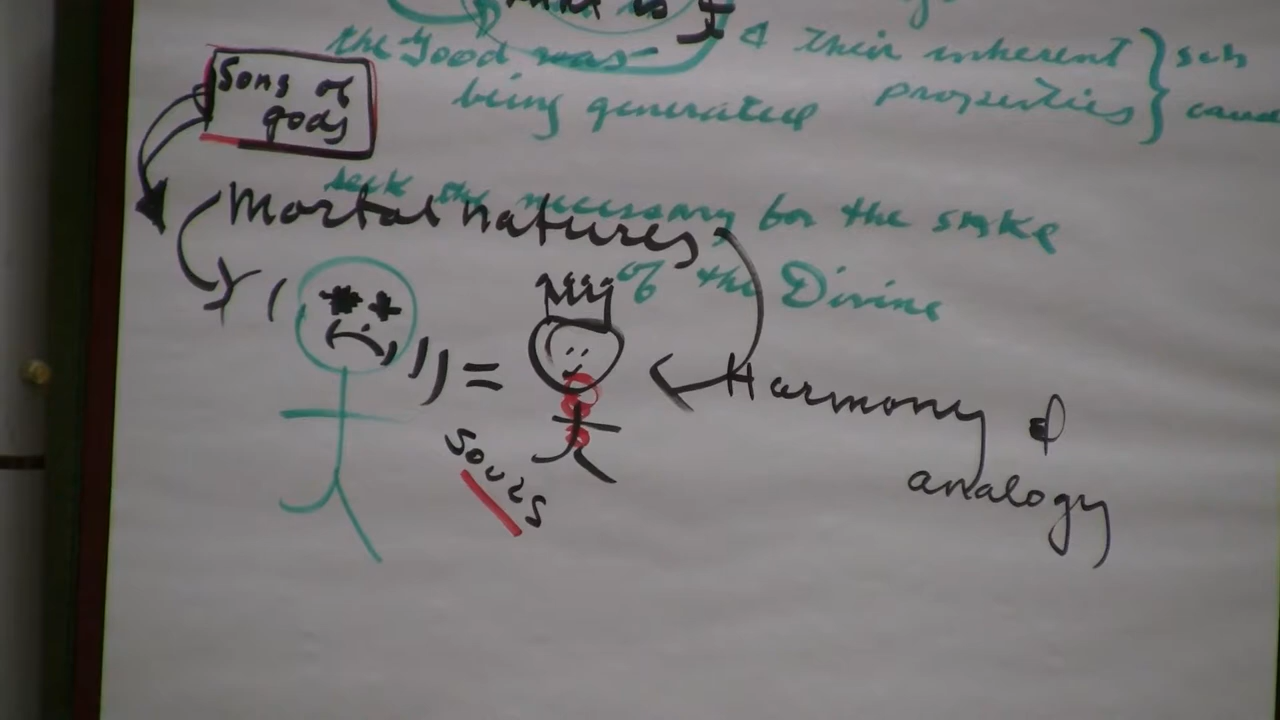 the Good was
being generated
& their inherent
properties
Sons of
gods
seek the necessary for the sake
of the Divine
Mortal natures
=
Souls
Harmony &
analogy